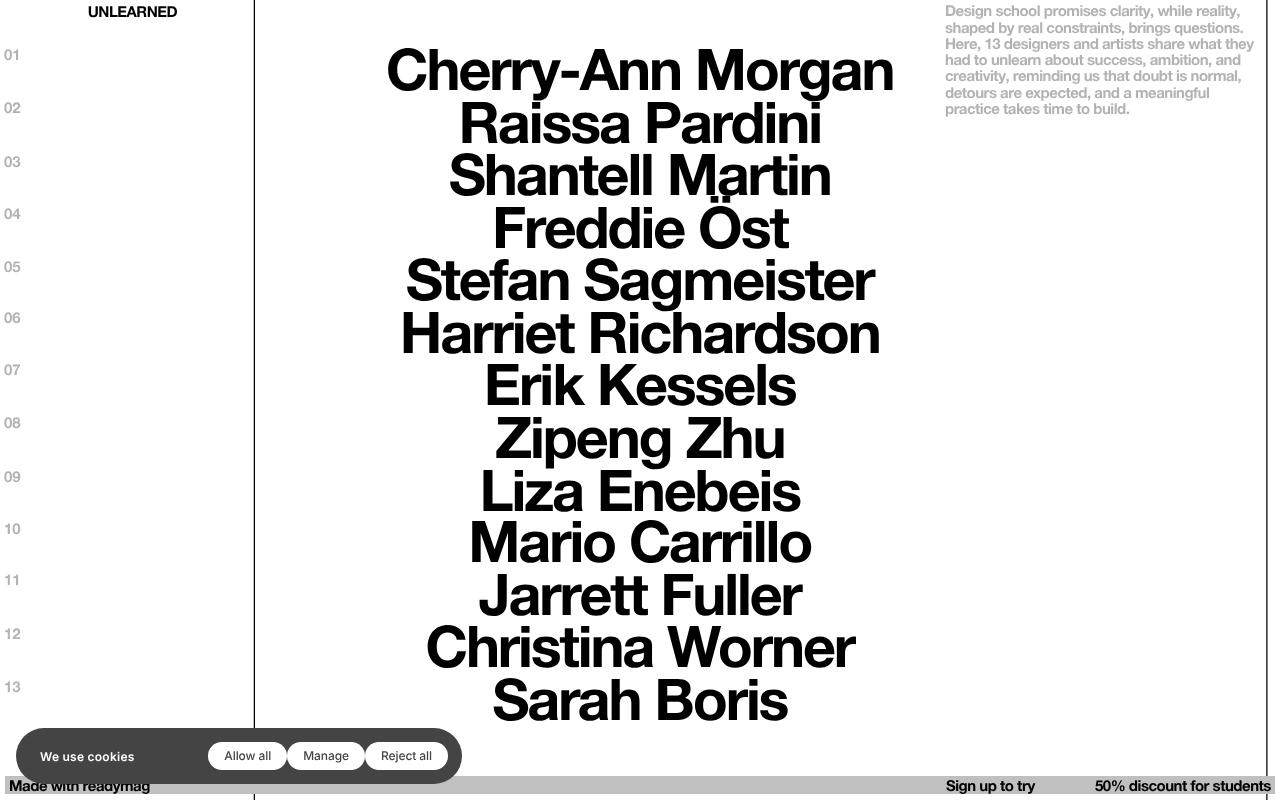 UNLEARNED
Design school promises clarity, while reality,
shaped by real constraints, brings questions.
Here, 13 designers and artists share what they
had to unlearn about success, ambition, and
creativity, reminding us that doubt is normal,
detours are expected, and a meaningful
practice takes time to build.
01
Cherry-Ann Morgan
02
Raissa Pardini
03
Shantell Martin
04
Freddie Öst
05
Stefan Sagmeister
06
Harriet Richardson
07
Erik Kessels
08
Zipeng Zhu
09
Liza Enebeis
10
Mario Carrillo
11
Jarrett Fuller
12
Christina Worner
13
Sarah Boris
We use cookies
Allow all
Manage
Reject all
Made with readymag
Sign up to try
50% discount for students